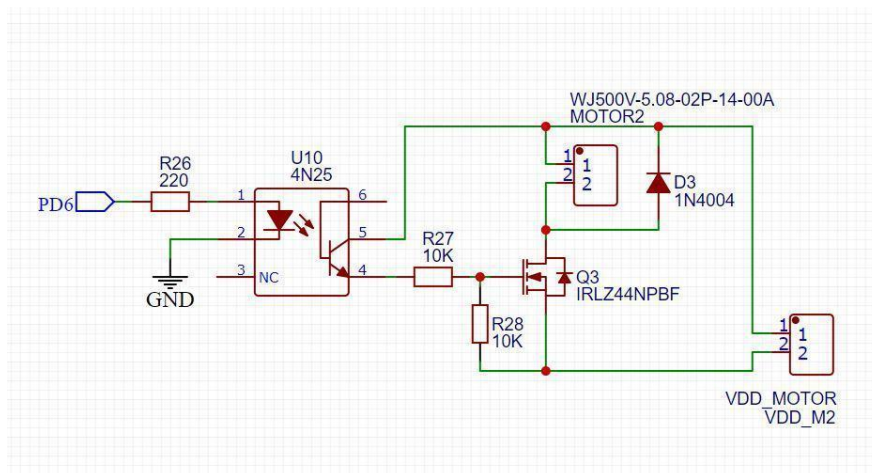 WJ500V-5.08-02P-14-00A
MOTOR2
U10
4N25
R26
220
PD6
1
2
3
NC
6
5
4
GND
R27
10K
R28
10K
1
2
1
2
D3
1N4004
Q3
IRLZ44NPBF
1
2
1
2
VDD_MOTOR
VDD_M2